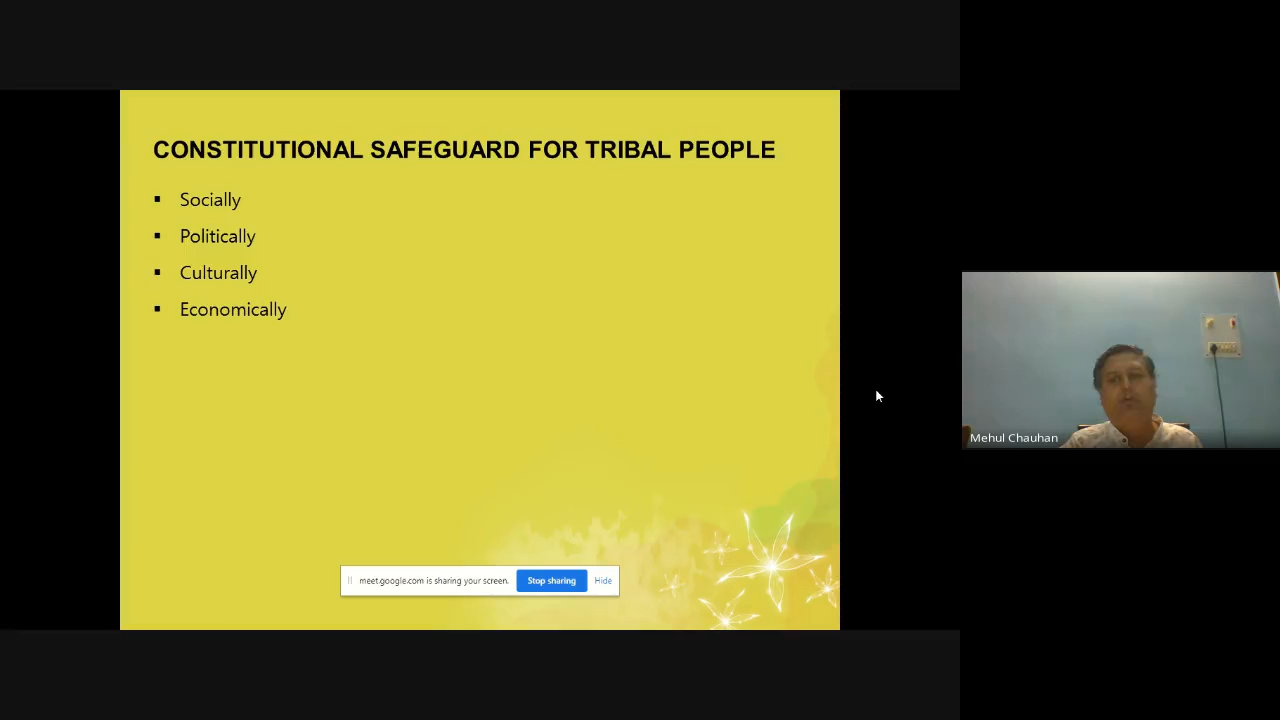 CONSTITUTIONAL SAFEGUARD FOR TRIBAL PEOPLE
Socially
Politically
Culturally
Economically
meet.google.com is sharing your screen. Stop sharing Hide
Mehul Chauhan